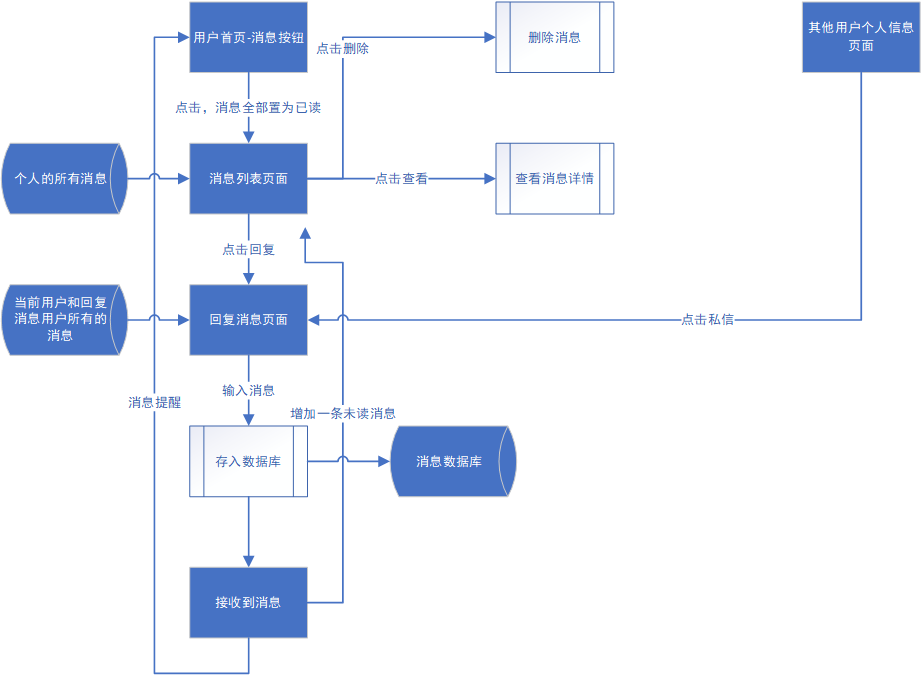 用户首页-消息按钮
点击删除
删除消息
其他用户个人信息
页面
点击，消息全部置为已读
个人的所有消息
消息列表页面
点击查看
查看消息详情
点击回复
当前用户和回复
消息用户所有的
消息
回复消息页面
点击私信
输入消息
消息提醒
增加一条未读消息
存入数据库
消息数据库
接收到消息